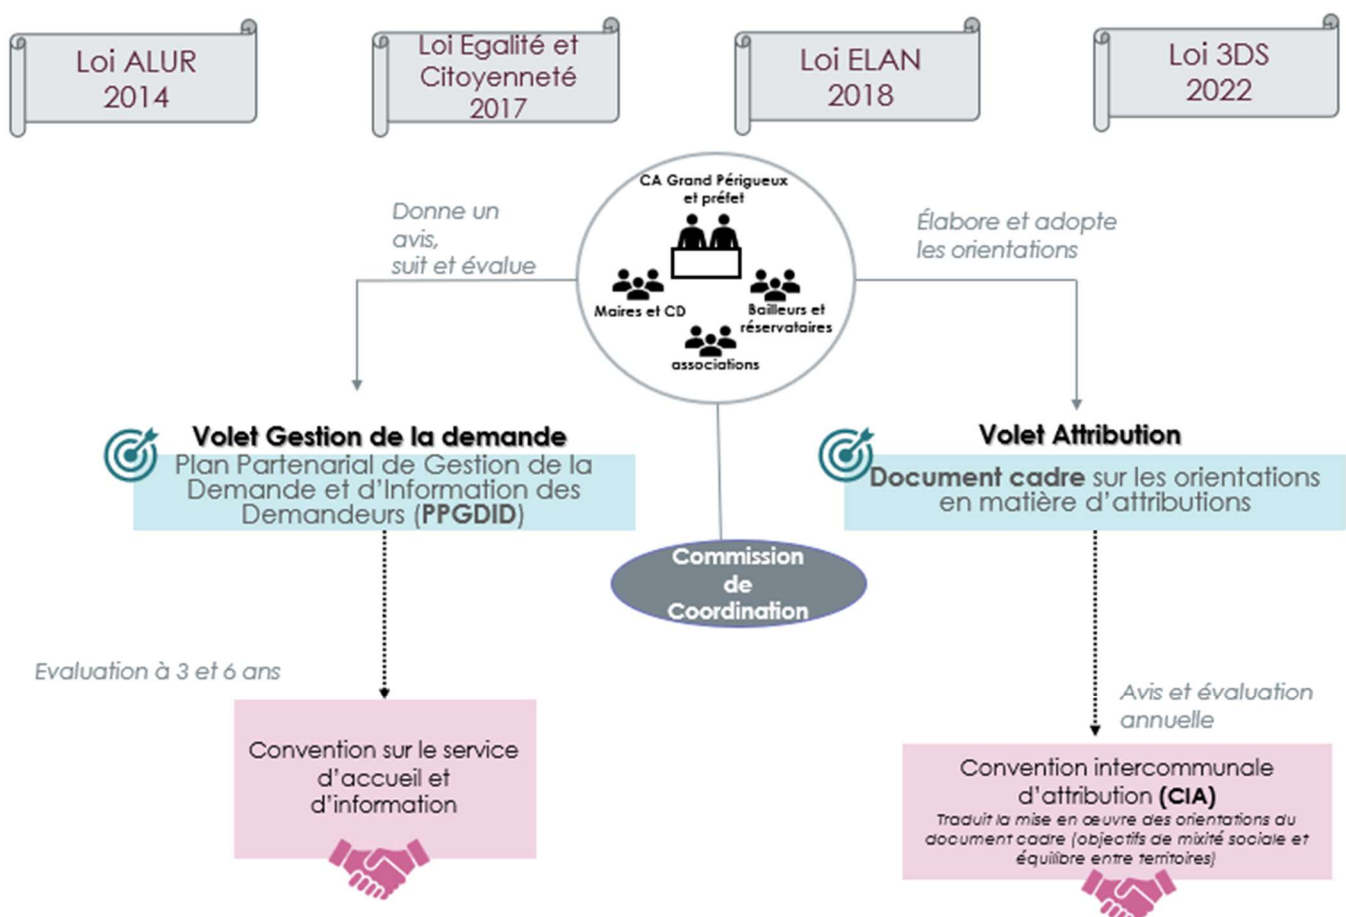 Loi ALUR
2014
Loi Egalité et
Citoyenneté
2017
Loi ELAN
2018
Loi 3DS
2022
CA Grand Périgueux
et préfet
Maires et CD
Bailleurs et
réservataires
associations
Donne un
avis,
suit et évalue
Élabore et adopte
les orientations
Volet Gestion de la demande
Plan Partenarial de Gestion de la
Demande et d'Information des
Demandeurs (PPGDID)
Volet Attribution
Document cadre sur les orientations
en matière d'attributions
Commission
de
Coordination
Evaluation à 3 et 6 ans
Avis et évaluation
annuelle
Convention sur le service
d'accueil et
d'information
Convention intercommunale
d'attribution (CIA)
Traduit la mise en œuvre des orientations du
document cadre (objectifs de mixité sociale et
équilibre entre territoires)